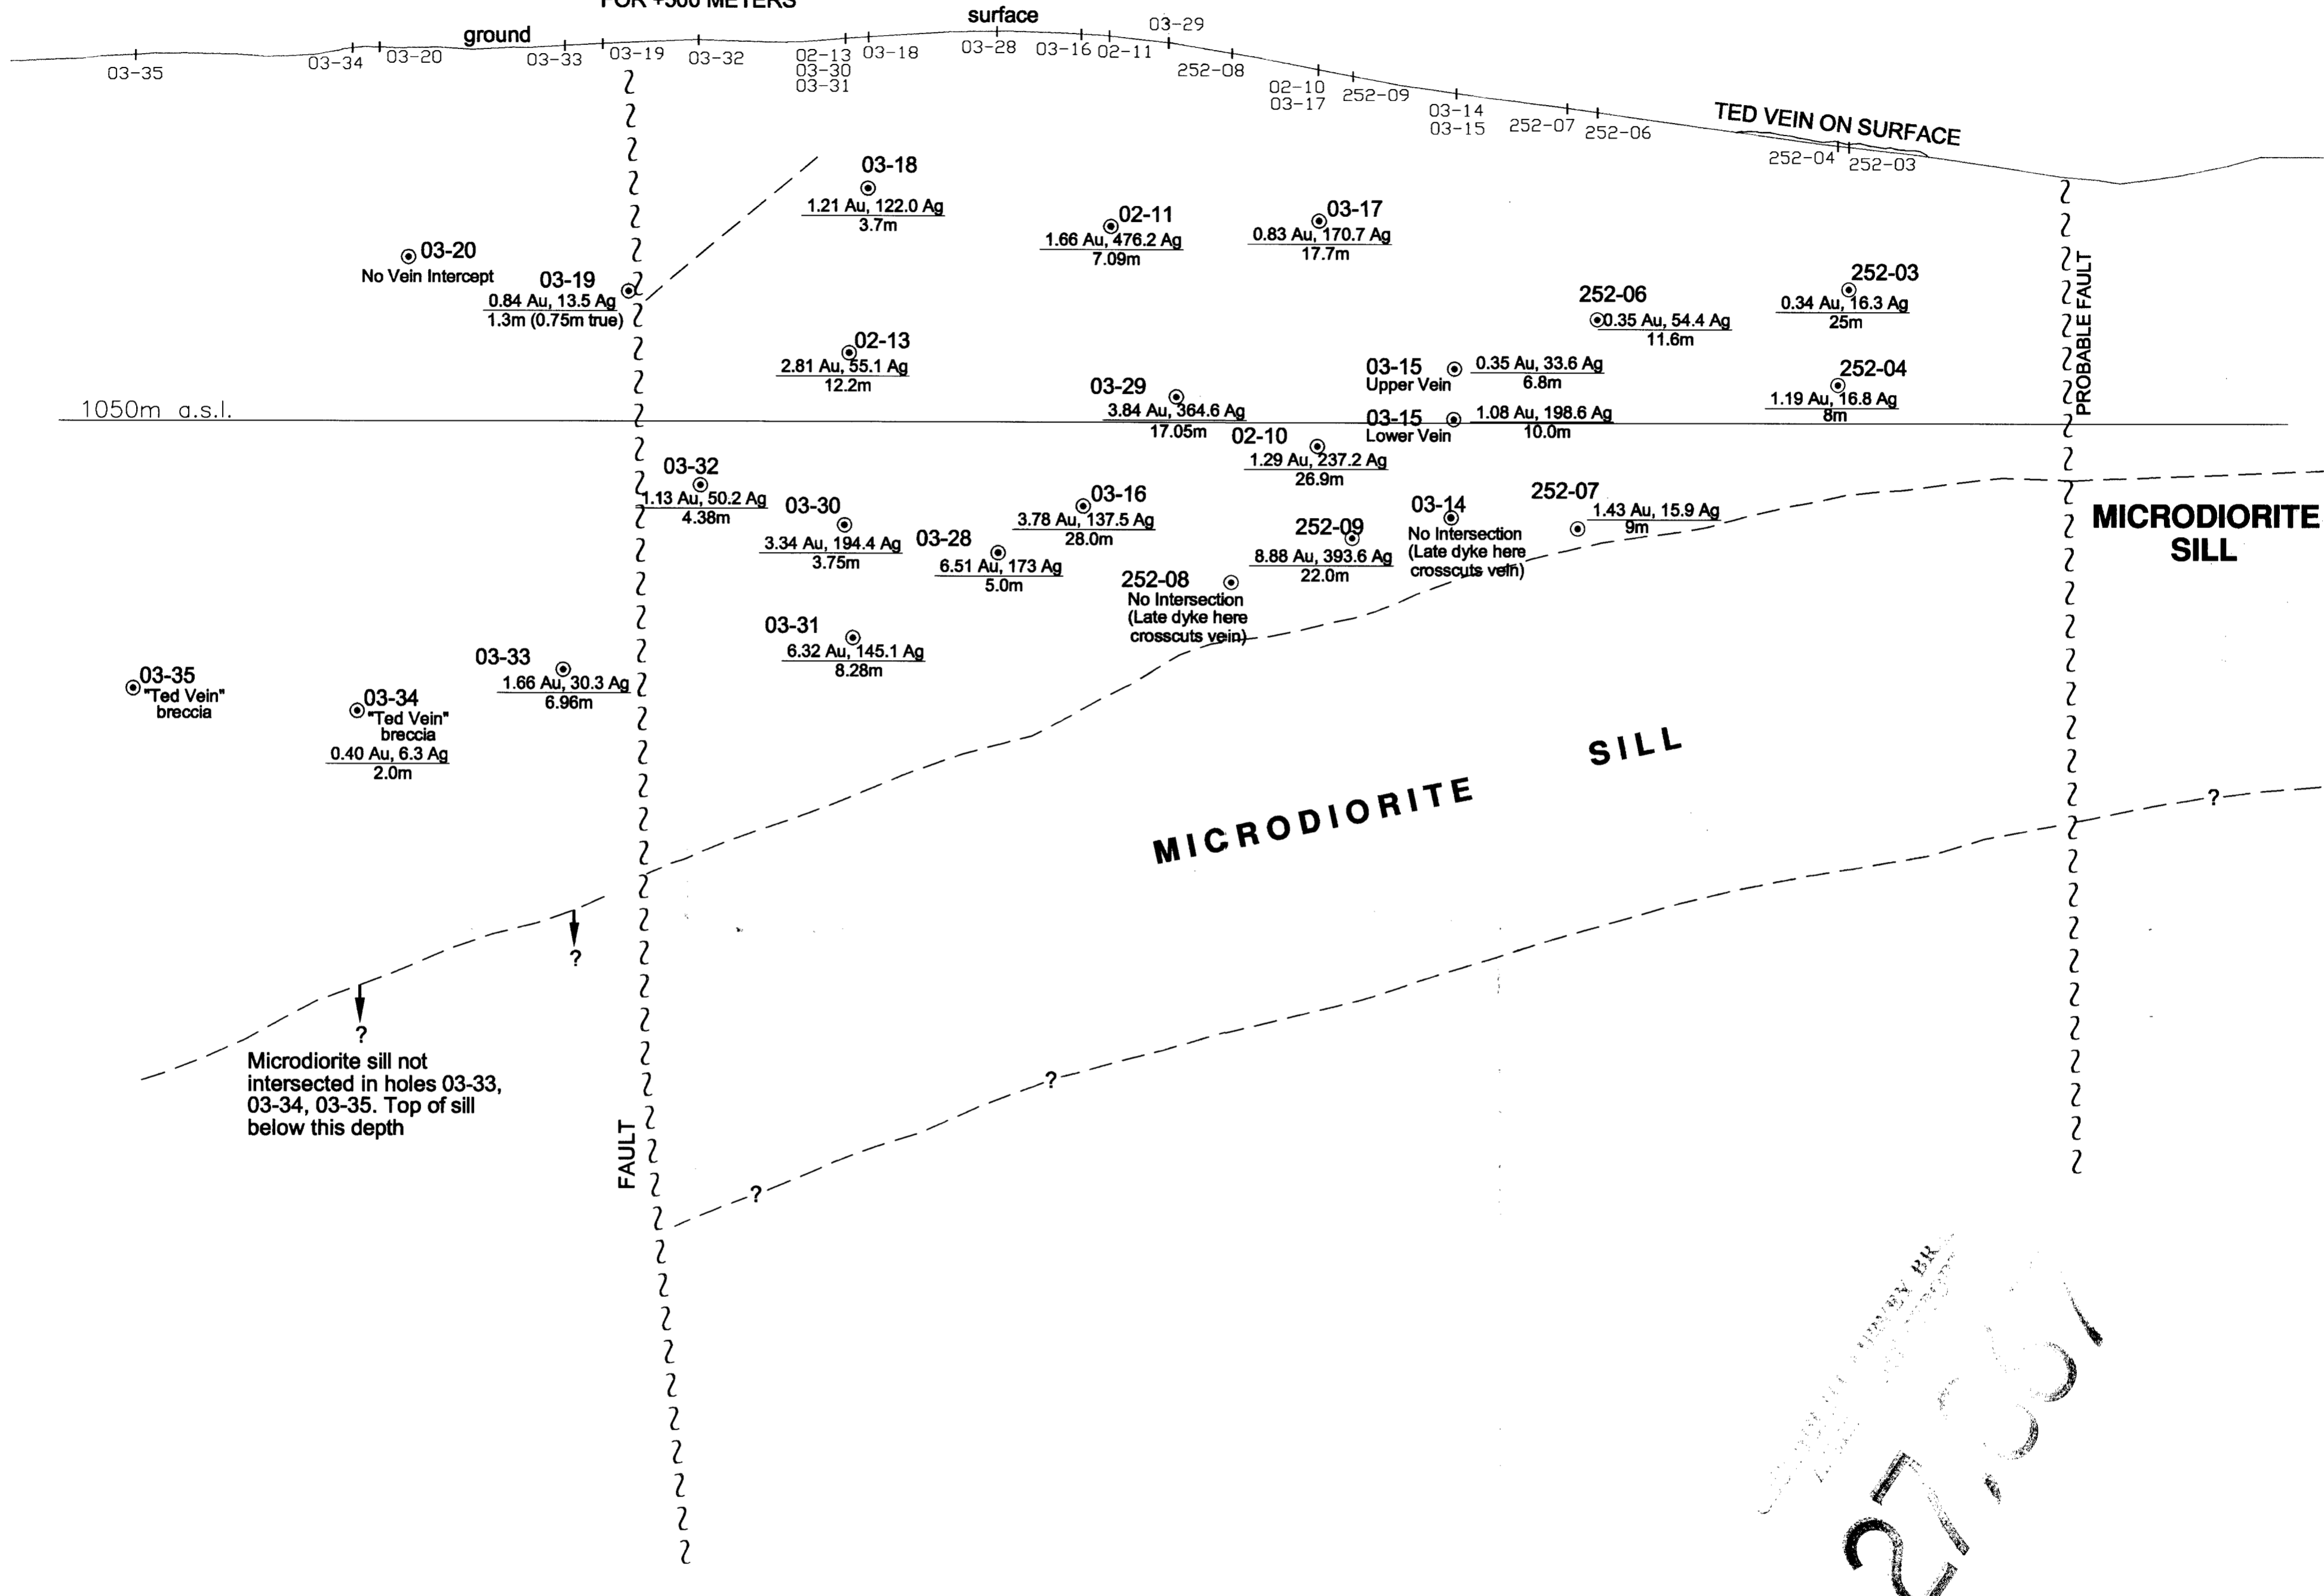 FOR +500 METERS
ground
surface
03-35
03-34
03-20
03-33
03-19
03-32
02-13
03-30
03-31
03-18
03-28
03-16
02-11
03-29
252-08
02-10
03-17
252-09
03-14
03-15
252-07
252-06
TED VEIN ON SURFACE
252-04
252-03
03-18
1.21 Au, 122.0 Ag
3.7m
02-11
1.66 Au, 476.2 Ag
7.09m
03-17
0.83 Au, 170.7 Ag
17.7m
03-20
No Vein Intercept
03-19
0.84 Au, 13.5 Ag
1.3m (0.75m true)
252-06
0.35 Au, 54.4 Ag
11.6m
252-03
0.34 Au, 16.3 Ag
25m
PROBABLE FAULT
02-13
2.81 Au, 55.1 Ag
12.2m
03-29
3.84 Au, 364.6 Ag
17.05m
03-15
Upper Vein
0.35 Au, 33.6 Ag
6.8m
252-04
1.19 Au, 16.8 Ag
8m
1050m a.s.l.
03-15
Lower Vein
1.08 Au, 198.6 Ag
10.0m
02-10
1.29 Au, 237.2 Ag
26.9m
03-32
1.13 Au, 50.2 Ag
4.38m
03-30
3.34 Au, 194.4 Ag
3.75m
03-28
6.51 Au, 173 Ag
5.0m
03-16
3.78 Au, 137.5 Ag
28.0m
252-09
8.88 Au, 393.6 Ag
22.0m
03-14
No Intersection
(Late dyke here
crosscuts vein)
252-07
1.43 Au, 15.9 Ag
9m
MICRODIORITE
SILL
252-08
No Intersection
(Late dyke here
crosscuts vein)
03-31
6.32 Au, 145.1 Ag
8.28m
03-35
"Ted Vein"
breccia
03-34
"Ted Vein"
breccia
0.40 Au, 6.3 Ag
2.0m
03-33
1.66 Au, 30.3 Ag
6.96m
MICRODIORITE SILL
?
?
?
Microdiorite sill not
intersected in holes 03-33,
03-34, 03-35. Top of sill
below this depth
?
?
FAULT